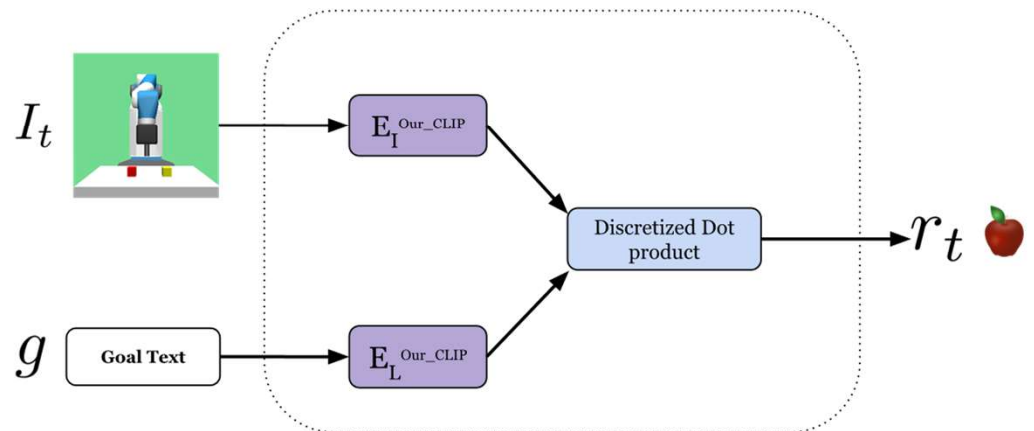 I_t
E_I^Our_CLIP
Discretized Dot
product
r_t
g
Goal Text
E_L^Our_CLIP